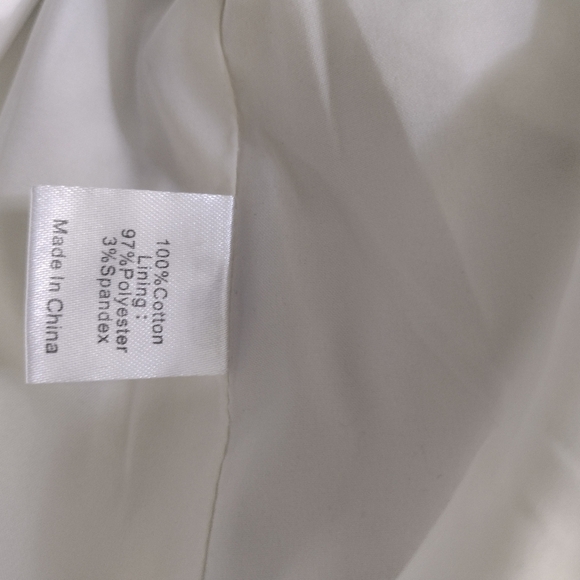 100%Cotton
Lining :
97%Polyester
3%Spandex
Made In China